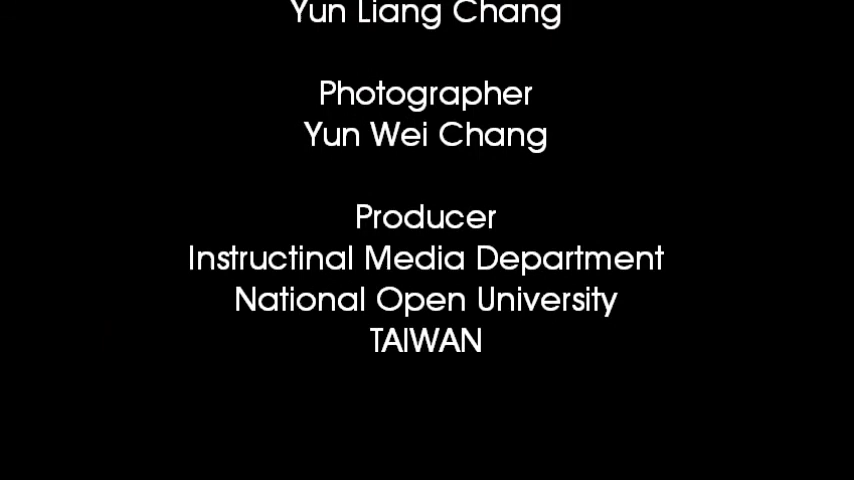 Yun Liang Chang
Photographer
Yun Wei Chang
Producer
Instructinal Media Department
National Open University
TAIWAN